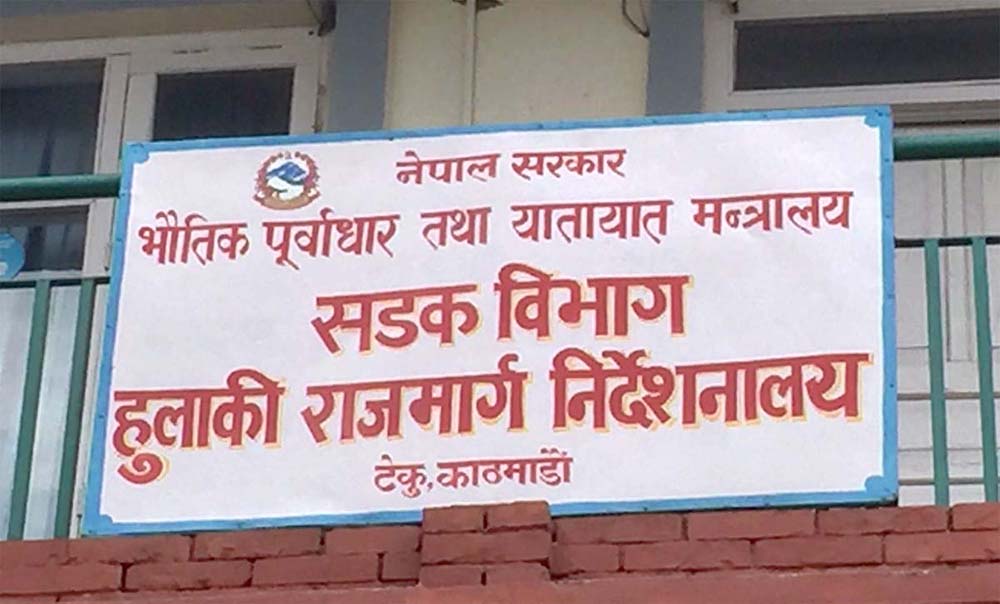 नेपाल सरकार
भौतिक पूर्वाधार तथा यातायात मन्त्रालय
सडक विभाग
हुलाकी राजमार्ग निर्देशनालय
टेकु, काठमाडौं